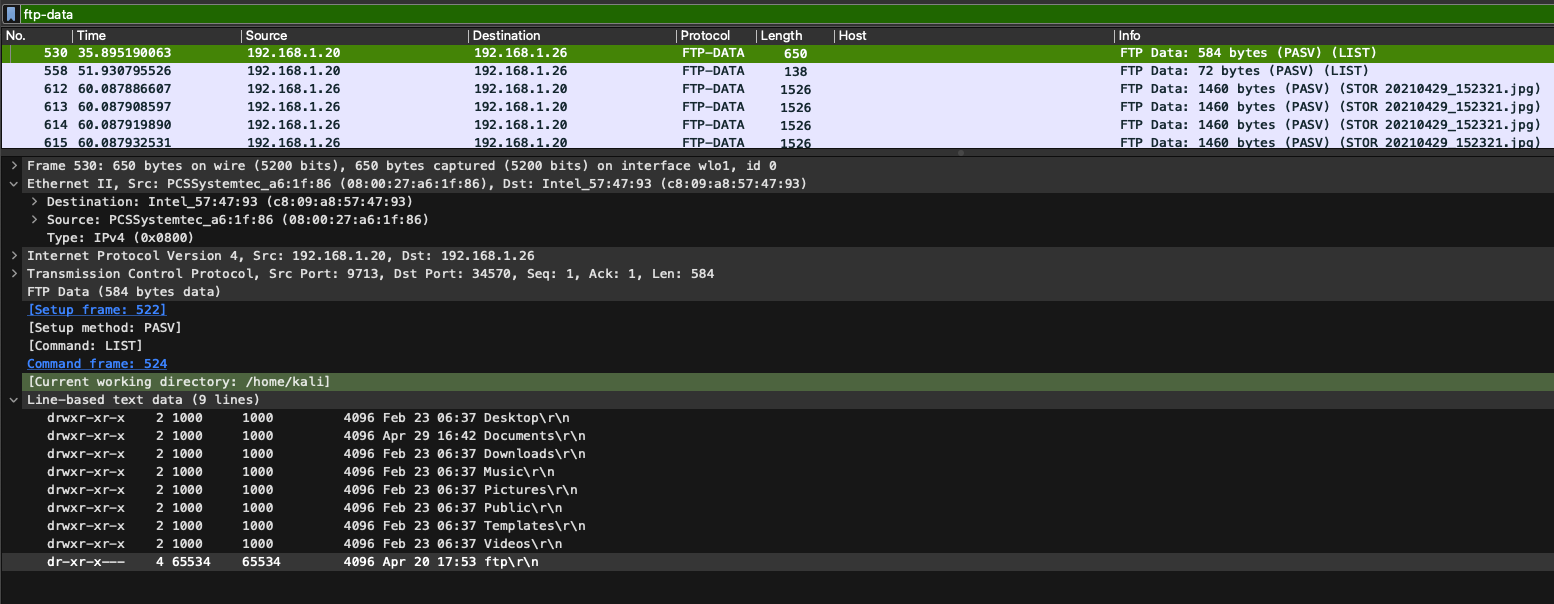 ftp-data
No. Time Source Destination Protocol Length Host Info
530 35.895190063 192.168.1.20 192.168.1.26 FTP-DATA 650 FTP Data: 584 bytes (PASV) (LIST)
558 51.930795526 192.168.1.20 192.168.1.26 FTP-DATA 138 FTP Data: 72 bytes (PASV) (LIST)
612 60.087886607 192.168.1.26 192.168.1.20 FTP-DATA 1526 FTP Data: 1460 bytes (PASV) (STOR 20210429_152321.jpg)
613 60.087908597 192.168.1.26 192.168.1.20 FTP-DATA 1526 FTP Data: 1460 bytes (PASV) (STOR 20210429_152321.jpg)
614 60.087919890 192.168.1.26 192.168.1.20 FTP-DATA 1526 FTP Data: 1460 bytes (PASV) (STOR 20210429_152321.jpg)
615 60.087932531 192.168.1.26 192.168.1.20 FTP-DATA 1526 FTP Data: 1460 bytes (PASV) (STOR 20210429_152321.jpg)
Frame 530: 650 bytes on wire (5200 bits), 650 bytes captured (5200 bits) on interface wlo1, id 0
Ethernet II, Src: PCSSystemtec_a6:1f:86 (08:00:27:a6:1f:86), Dst: Intel_57:47:93 (c8:09:a8:57:47:93)
Destination: Intel_57:47:93 (c8:09:a8:57:47:93)
Source: PCSSystemtec_a6:1f:86 (08:00:27:a6:1f:86)
Type: IPv4 (0x0800)
Internet Protocol Version 4, Src: 192.168.1.20, Dst: 192.168.1.26
Transmission Control Protocol, Src Port: 9713, Dst Port: 34570, Seq: 1, Ack: 1, Len: 584
FTP Data (584 bytes data)
[Setup frame: 522]
[Setup method: PASV]
[Command: LIST]
Command frame: 524
[Current working directory: /home/kali]
Line-based text data (9 lines)
drwxr-xr-x 2 1000 1000 4096 Feb 23 06:37 Desktop\r\n
drwxr-xr-x 2 1000 1000 4096 Apr 29 16:42 Documents\r\n
drwxr-xr-x 2 1000 1000 4096 Feb 23 06:37 Downloads\r\n
drwxr-xr-x 2 1000 1000 4096 Feb 23 06:37 Music\r\n
drwxr-xr-x 2 1000 1000 4096 Feb 23 06:37 Pictures\r\n
drwxr-xr-x 2 1000 1000 4096 Feb 23 06:37 Public\r\n
drwxr-xr-x 2 1000 1000 4096 Feb 23 06:37 Templates\r\n
drwxr-xr-x 2 1000 1000 4096 Feb 23 06:37 Videos\r\n
dr-xr-x--- 4 65534 65534 4096 Apr 20 17:53 ftp\r\n